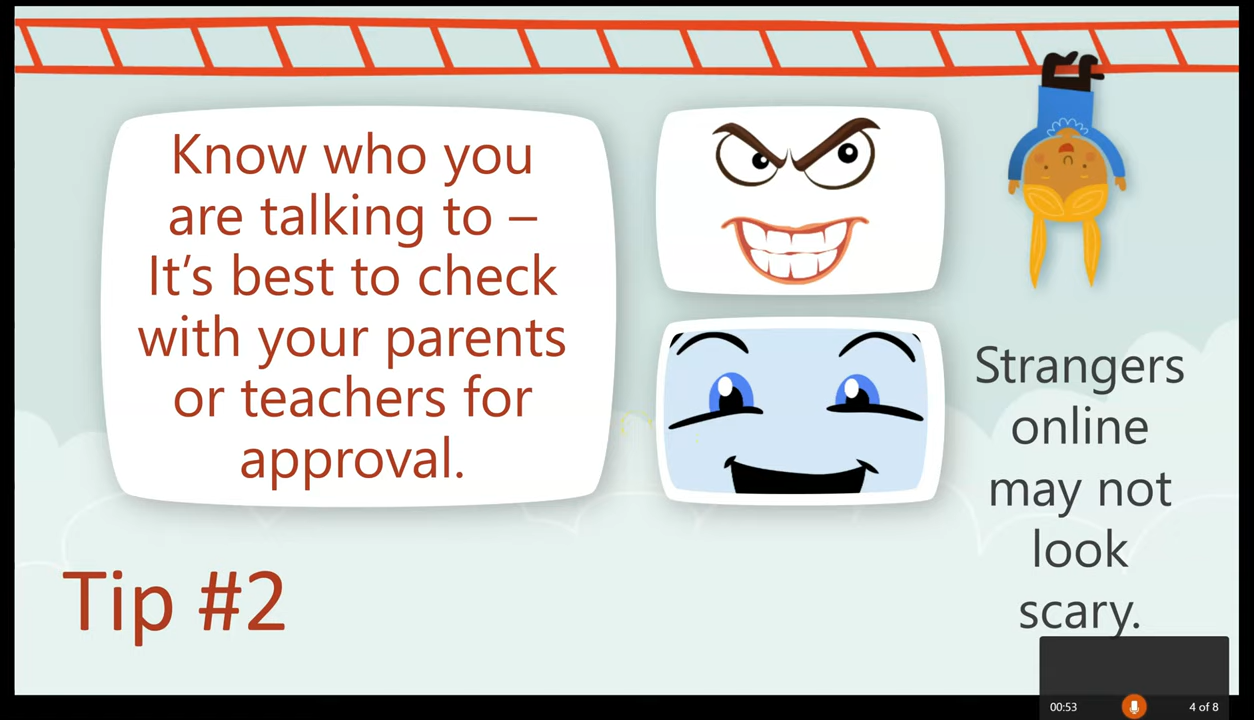 Know who you
are talking to –
It's best to check
with your parents
or teachers for
approval.
Strangers
online
may not
look
scary.
Tip #2
00:53
4 of 8